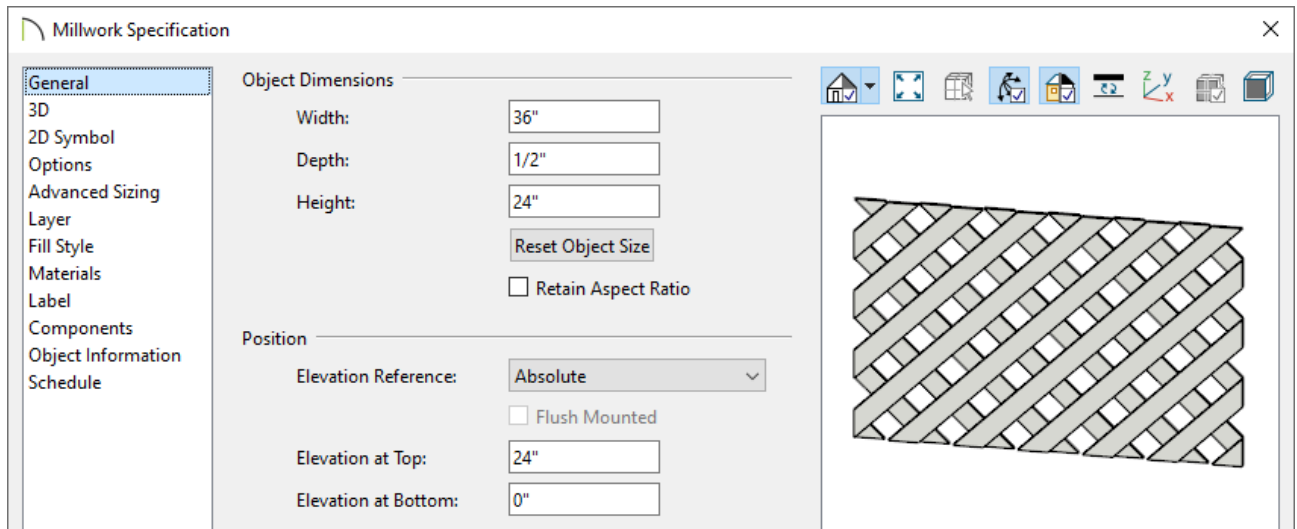 Millwork Specification
General
3D
2D Symbol
Options
Advanced Sizing
Layer
Fill Style
Materials
Label
Components
Object Information
Schedule
Object Dimensions
Width: 36"
Depth: 1/2"
Height: 24"
Reset Object Size
Retain Aspect Ratio
Position
Elevation Reference: Absolute
Flush Mounted
Elevation at Top: 24"
Elevation at Bottom: 0"
Z Y
X